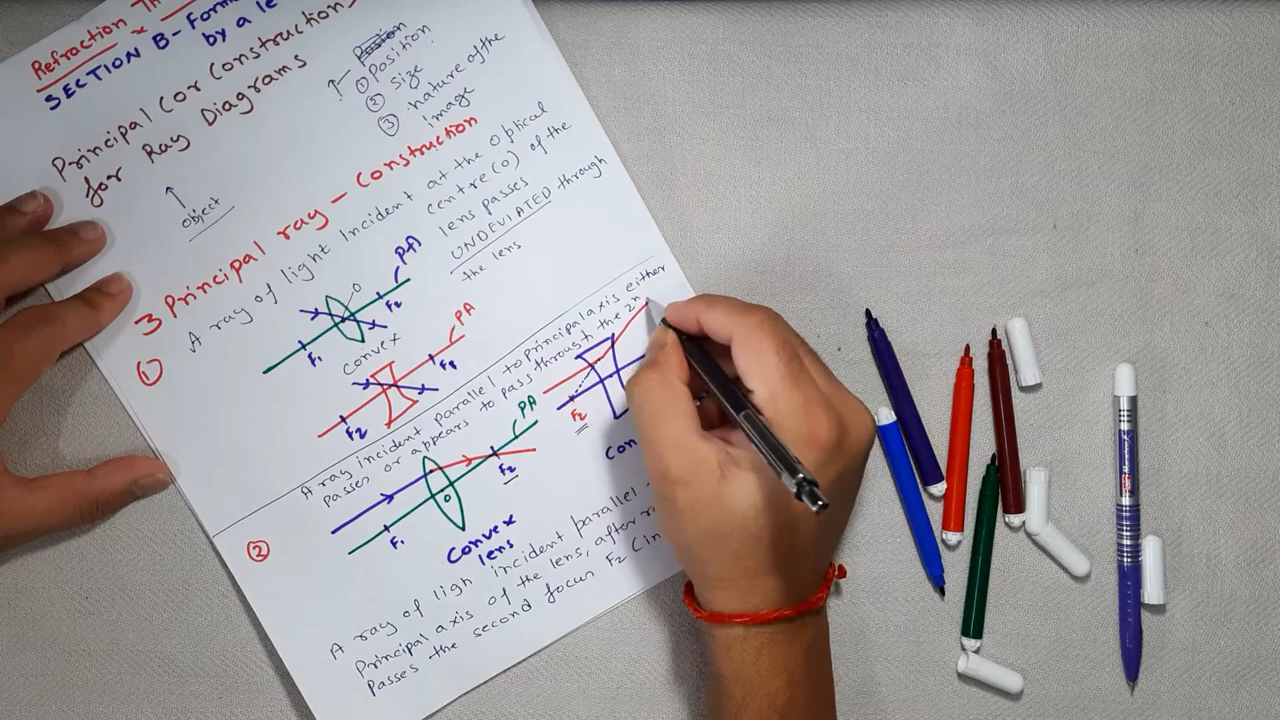 Refraction Th
SECTION B - Form
by a le
Principal (or Construction)
for Ray Diagrams
① Position
② Size
③ nature of the
image
object
3 Principal ray - Construction
① A ray of light Incident at the optical
centre (O) of the
lens passes
UNDEVIATED through
the lens
O
PA
F2
F1
convex
PA
F2
② A ray incident parallel to principal axis either
passes or appears to pass through the 2n
PA
F2
O
F1
Convex
lens
F2
Con
A ray of ligh incident parallel
Principal axis of the lens, after r
Passes the second focus F2 (in